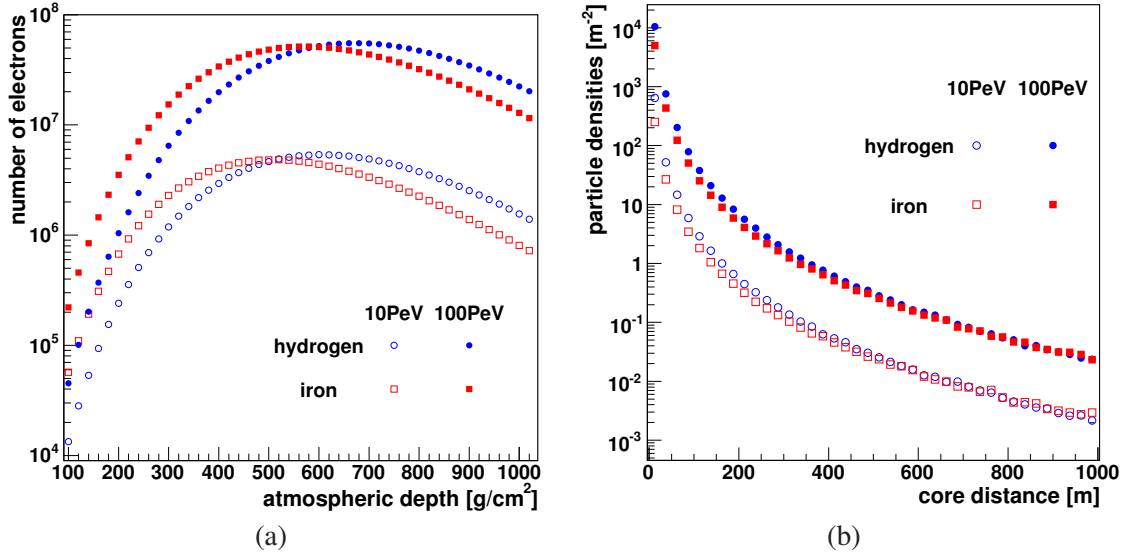 number of electrons
10^8
10^7
10^6
10^5
10^4
10PeV 100PeV
hydrogen
iron
100 200 300 400 500 600 700 800 900 1000
atmospheric depth [g/cm^2]
(a)
particle densities [m^-2]
10^4
10^3
10^2
10
1
10^-1
10^-2
10^-3
10PeV 100PeV
hydrogen
iron
0 200 400 600 800 1000
core distance [m]
(b)